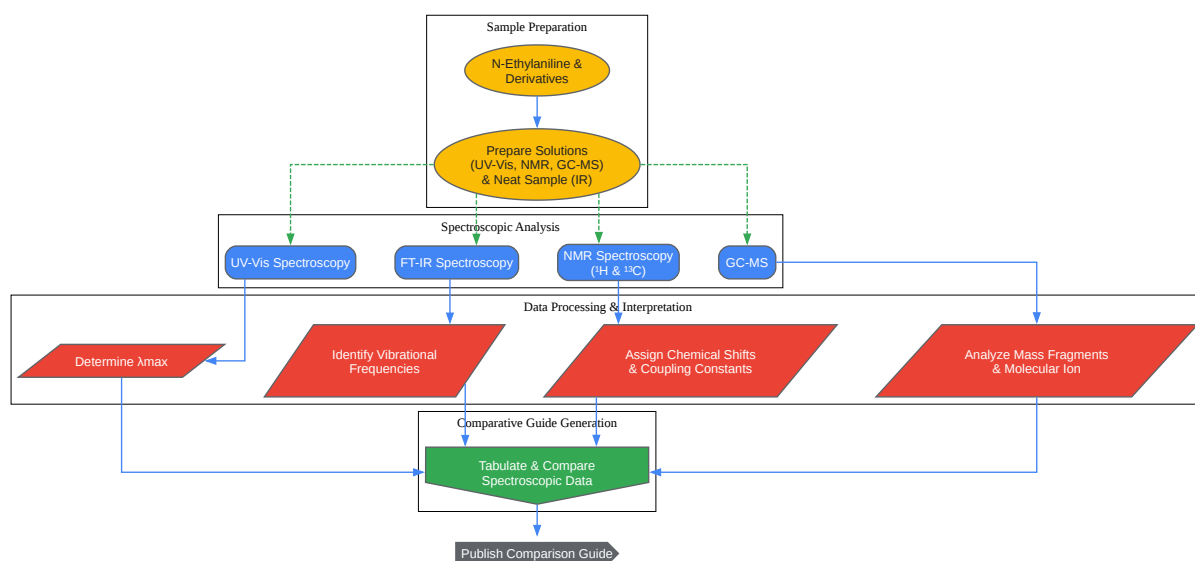 Sample Preparation
N-Ethylaniline &
Derivatives
Prepare Solutions
(UV-Vis, NMR, GC-MS)
& Neat Sample (IR)
Spectroscopic Analysis
UV-Vis Spectroscopy
FT-IR Spectroscopy
NMR Spectroscopy
(¹H & ¹³C)
GC-MS
Data Processing & Interpretation
Determine λmax
Identify Vibrational
Frequencies
Assign Chemical Shifts
& Coupling Constants
Analyze Mass Fragments
& Molecular Ion
Comparative Guide Generation
Tabulate & Compare
Spectroscopic Data
Publish Comparison Guide